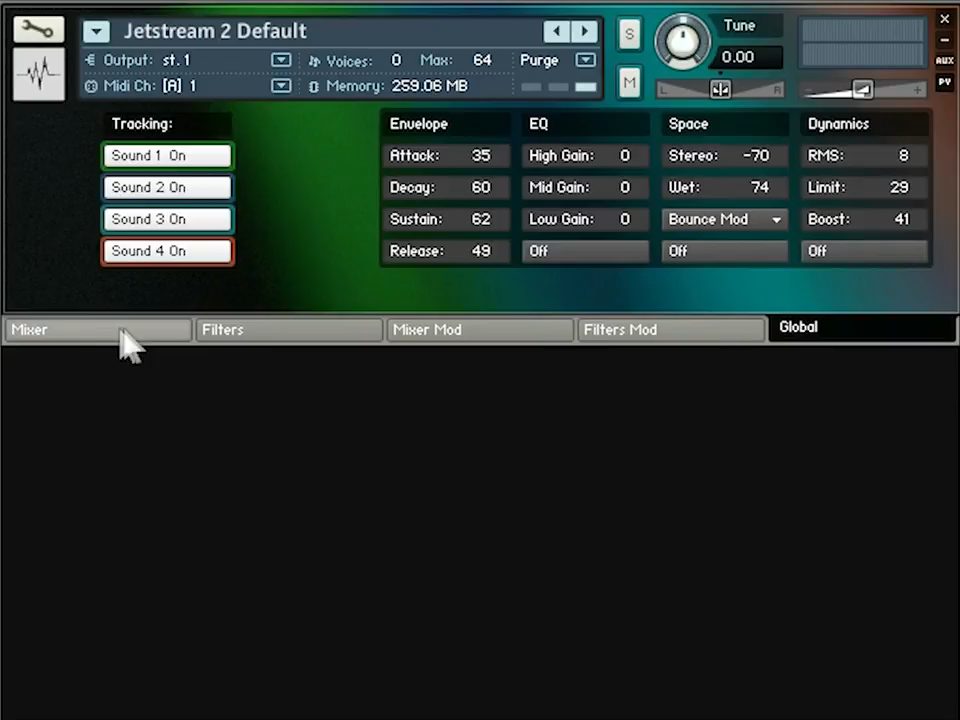 Jetstream 2 Default
S
Tune
×
Output: st.1
Voices: 0 Max: 64
Purge
0.00
-
AUX
Midi Ch: [A] 1
Memory: 259.06 MB
M
L
R
- +
PV
Tracking:
Envelope
EQ
Space
Dynamics
Sound 1 On
Attack: 35
High Gain: 0
Stereo: -70
RMS: 8
Sound 2 On
Decay: 60
Mid Gain: 0
Wet: 74
Limit: 29
Sound 3 On
Sustain: 62
Low Gain: 0
Bounce Mod
Boost: 41
Sound 4 On
Release: 49
Off
Off
Off
Mixer
Filters
Mixer Mod
Filters Mod
Global